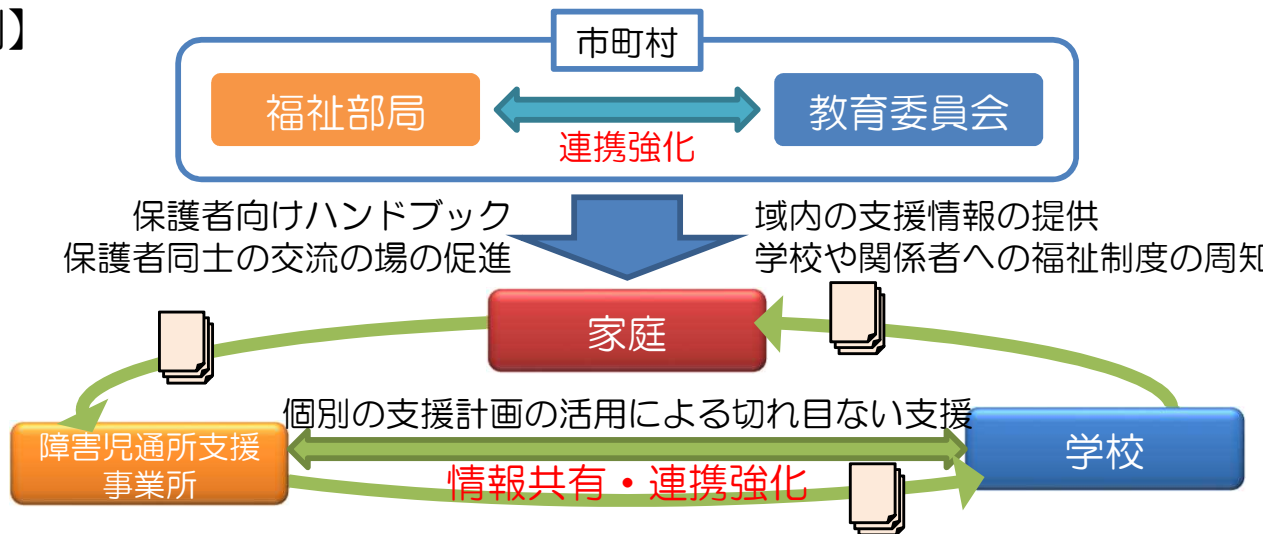 】
市町村
福祉部局
教育委員会
連携強化
保護者向けハンドブック
保護者同士の交流の場の促進
域内の支援情報の提供
学校や関係者への福祉制度の周知
家庭
個別の支援計画の活用による切れ目ない支援
障害児通所支援
事業所
学校
情報共有・連携強化